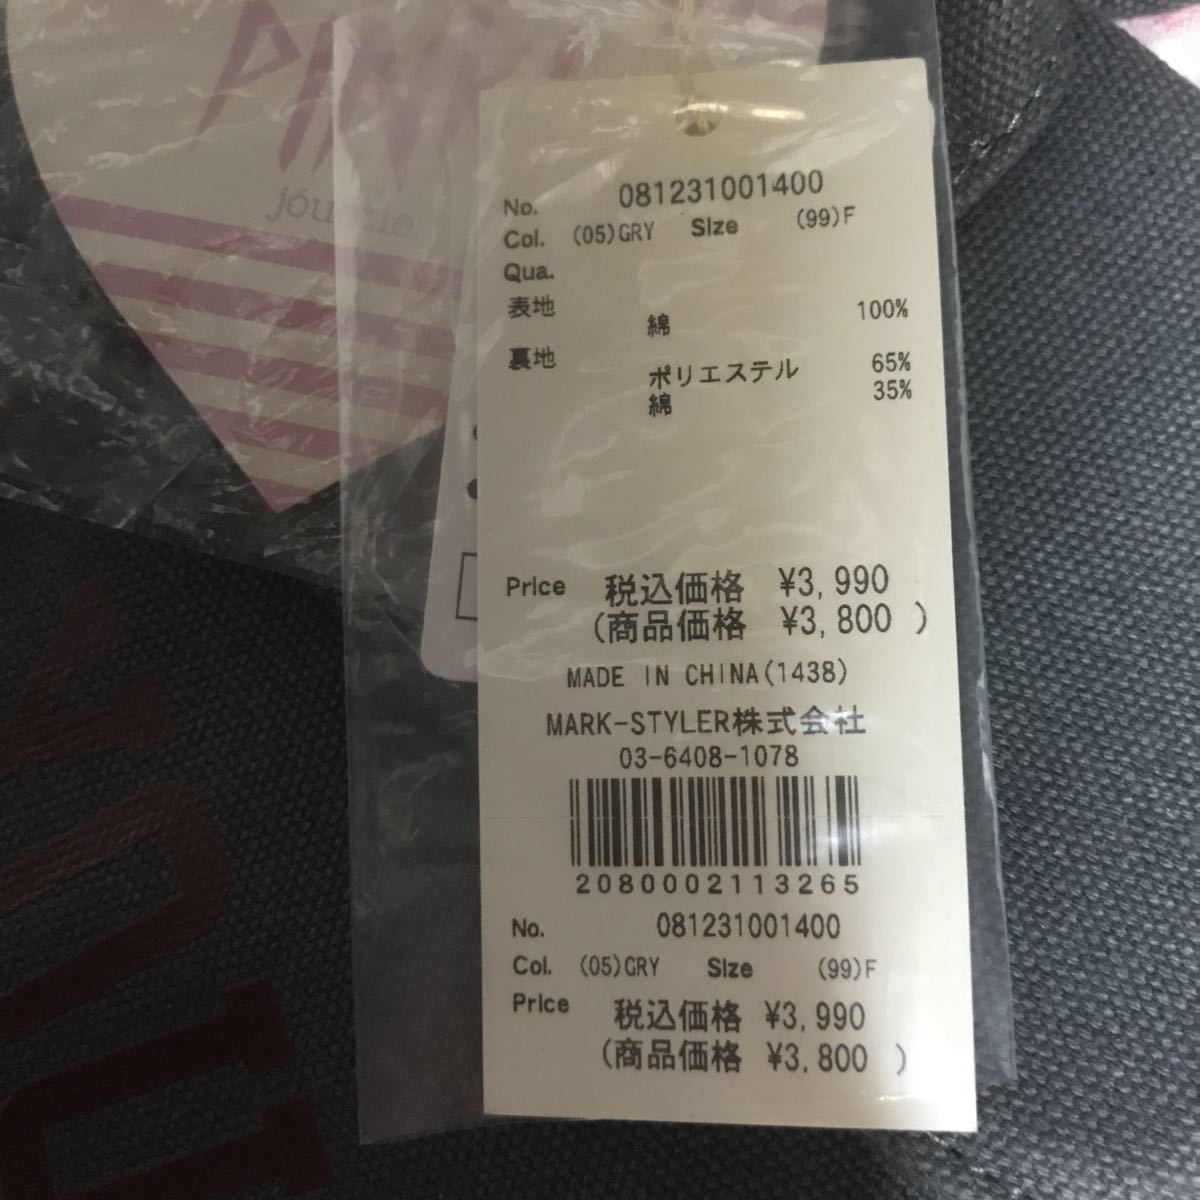 jouetie
No. 081231001400
Col. (05)GRY Size (99)F
Qua.
表地
綿 100%
裏地
ポリエステル 65%
綿 35%
Price 税込価格 ¥3,990
(商品価格 ¥3,800 )
MADE IN CHINA(1438)
MARK-STYLER株式会社
03-6408-1078
2080002113265
No. 081231001400
Col. (05)GRY Size (99)F
Price 税込価格 ¥3,990
(商品価格 ¥3,800 )